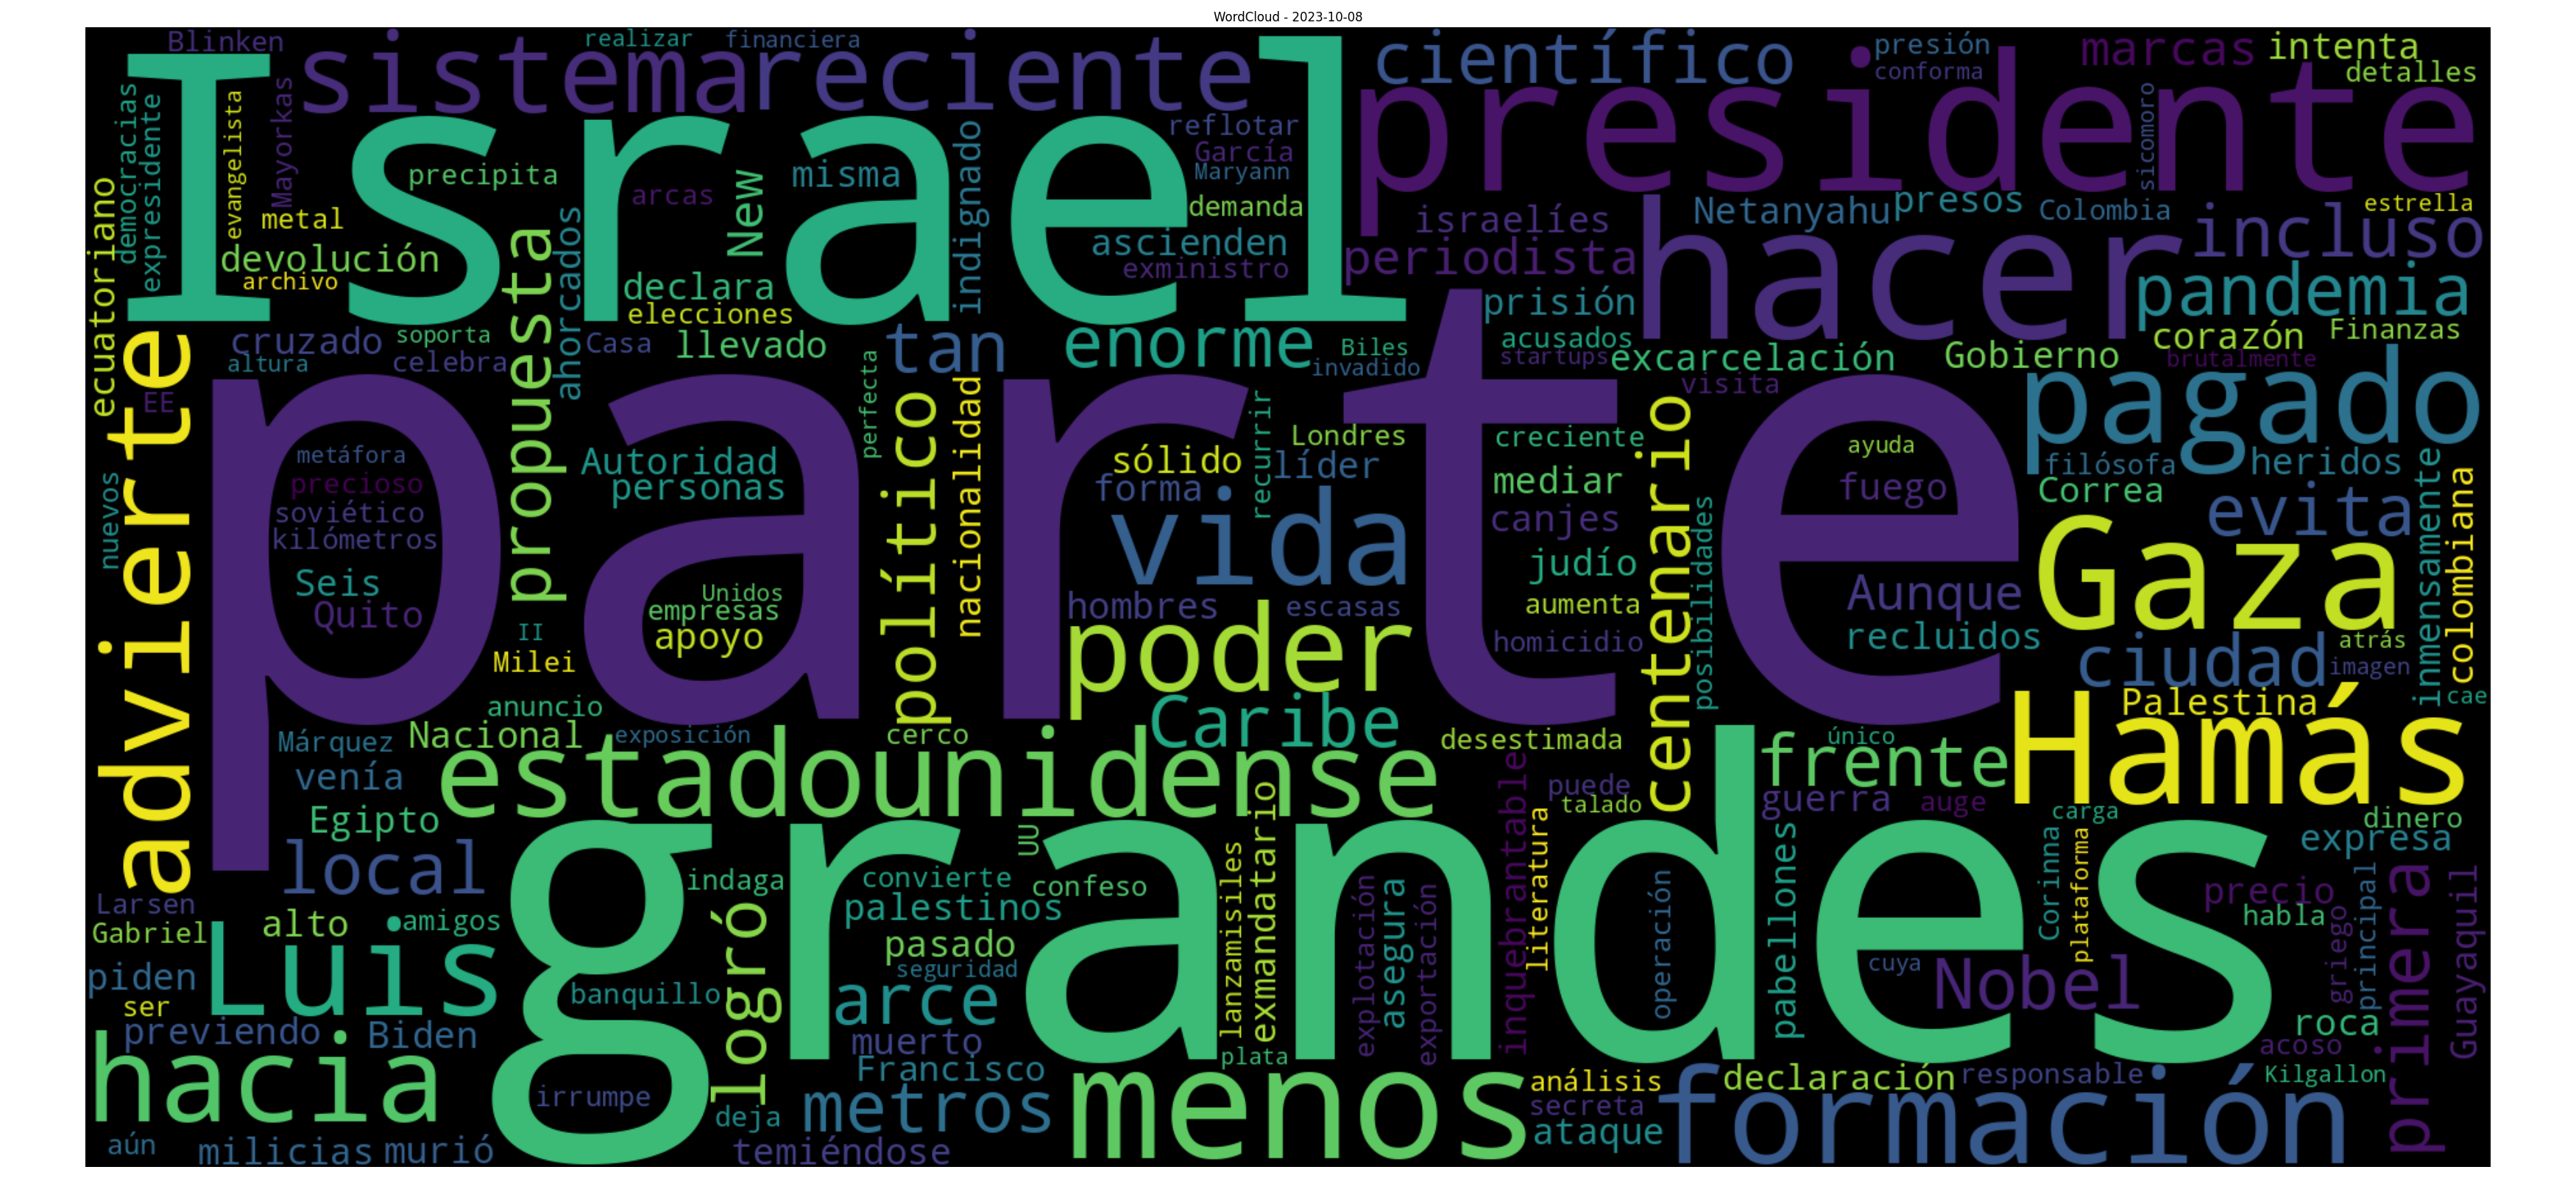 WordCloud - 2023-10-08
Blinken
realizar
financiera
sistema
reciente
científico
presión
conforma
marcas
intenta
detalles
Israel
presidente
democracias
expresidente
evangelista
Mayorkas
precipita
arcas
New
misma
indignado
reflotar
García
Maryann
demanda
sicomoro
metal
devolución
archivo
ecuatoriano
propuesta
ahorcados
declara
elecciones
ascienden
exministro
israelíes
periodista
Netanyahu
presos
Colombia
incluso
estrella
hacer
pandemia
prisión
cruzado
soporta
altura
celebra
Casa
llevado
tan
enorme
Biles
invadido
acusados
startups
excarcelación
Gobierno
corazón
Finanzas
brutalmente
visita
EE
advierte
parte
pagado
perfecta
político
nacionalidad
recurrir
Londres
creciente
centenario
ayuda
metáfora
precioso
soviético
kilómetros
Autoridad
personas
sólido
líder
forma
mediar
canjes
fuego
filósofa
heridos
Correa
evita
inmensamente
colombiana
nuevos
vida
Seis
Quito
Unidos
empresas
apoyo
II
Milei
hombres
escasas
judío
aumenta
homicidio
posibilidades
Aunque
recluidos
Gaza
atrás
ciudad
imagen
poder
anuncio
Márquez
Nacional
exposición
cerco
Caribe
desestimada
único
Palestina
cae
venía
estadounidense
frente
Hamás
Egipto
puede
talado
guerra
auge
carga
dinero
local
UU
grandes
expresa
Larsen
Gabriel
alto
amigos
indaga
convierte
confeso
palestinos
lanzamisiles
exmandatario
inquebrantable
literatura
pabellones
Corinna
plataforma
precio
habla
principal
griego
primera
Guayaquil
piden
ser
Luis
logró
pasado
seguridad
banquillo
arce
explotación
asegura
exportación
operación
cuya
Nobel
roca
previendo
Biden
muerto
plata
acoso
hacia
irrumpe
Francisco
deja
metros
menos
análisis
secreta
declaración
responsable
Kilgallon
formación
aún
milicias
murió
temiéndose
ataque